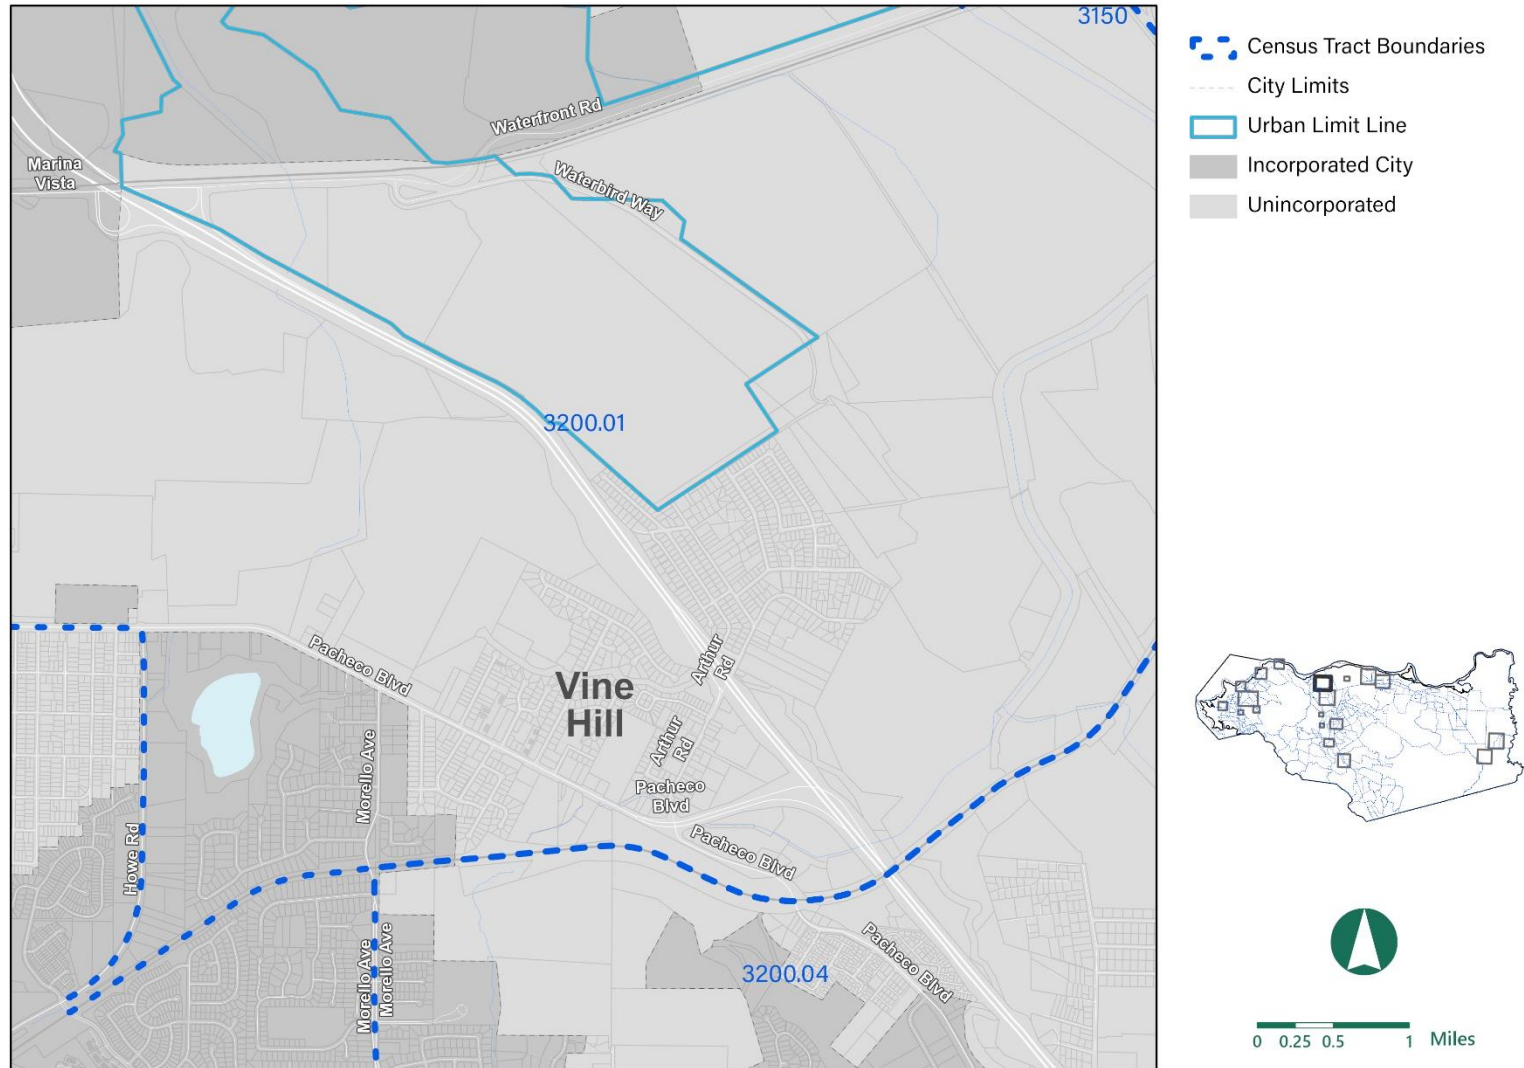 3150
Waterfront Rd
Marina
Vista
Waterbird Way
3200.01
Arthur
Rd
Pacheco Blvd
Vine
Hill
Arthur
Rd
Morello Ave
Pacheco
Blvd
Pacheco Blvd
Howe Rd
Morello Ave
Morello Ave
Pacheco Blvd
3200.04
Census Tract Boundaries
City Limits
Urban Limit Line
Incorporated City
Unincorporated
0 0.25 0.5 1 Miles